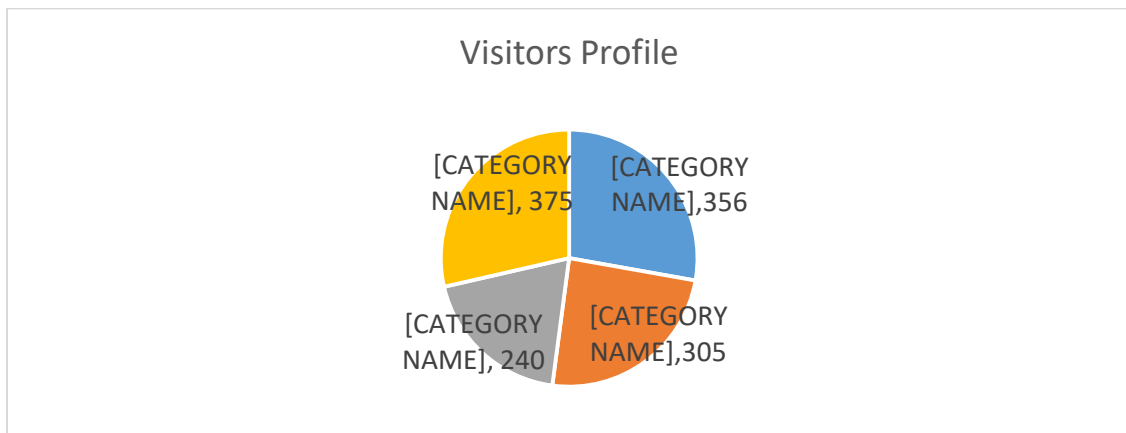 Visitors Profile
[CATEGORY
NAME], 375
[CATEGORY
NAME],356
[CATEGORY
NAME], 240
[CATEGORY
NAME],305